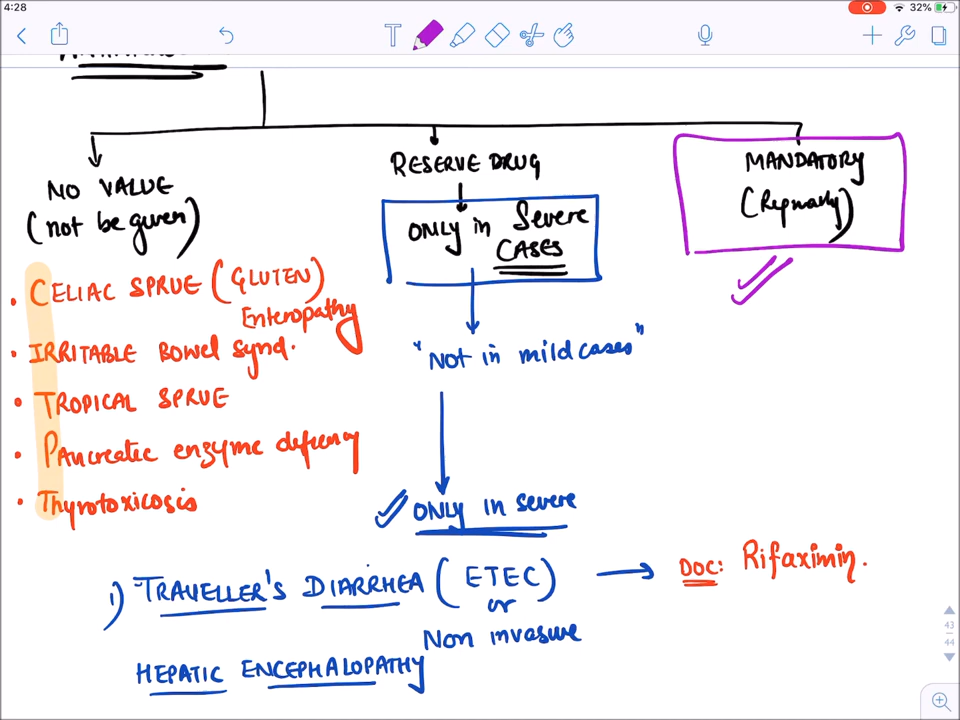 4:28
32%
T
NO VALUE
(not be given)
• CELIAC SPRUE (GLUTEN)
Enteropathy
• IRRITABLE BOWEL Synd.
• TROPICAL SPRUE
• PAncreatic enzyme deficency
• Thyrotoxicosis
RESERVE DRUG
ONLY in Severe
CASES
"Not in mild cases"
ONLY in severe
MANDATORY
1) TRAVELLER'S DIARRHEA (ETEC) → DOC: Rifaximin.
or
Non invasive
HEPATIC ENCEPHALOPATHY
43
44